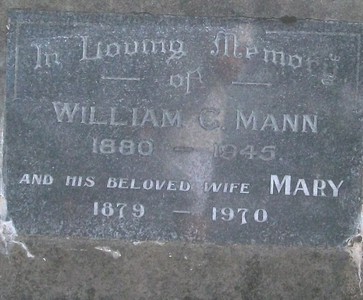 In Loving Memory
— of —
WILLIAM C. MANN
1880 — 1945.
AND HIS BELOVED WIFE MARY
1879 — 1970